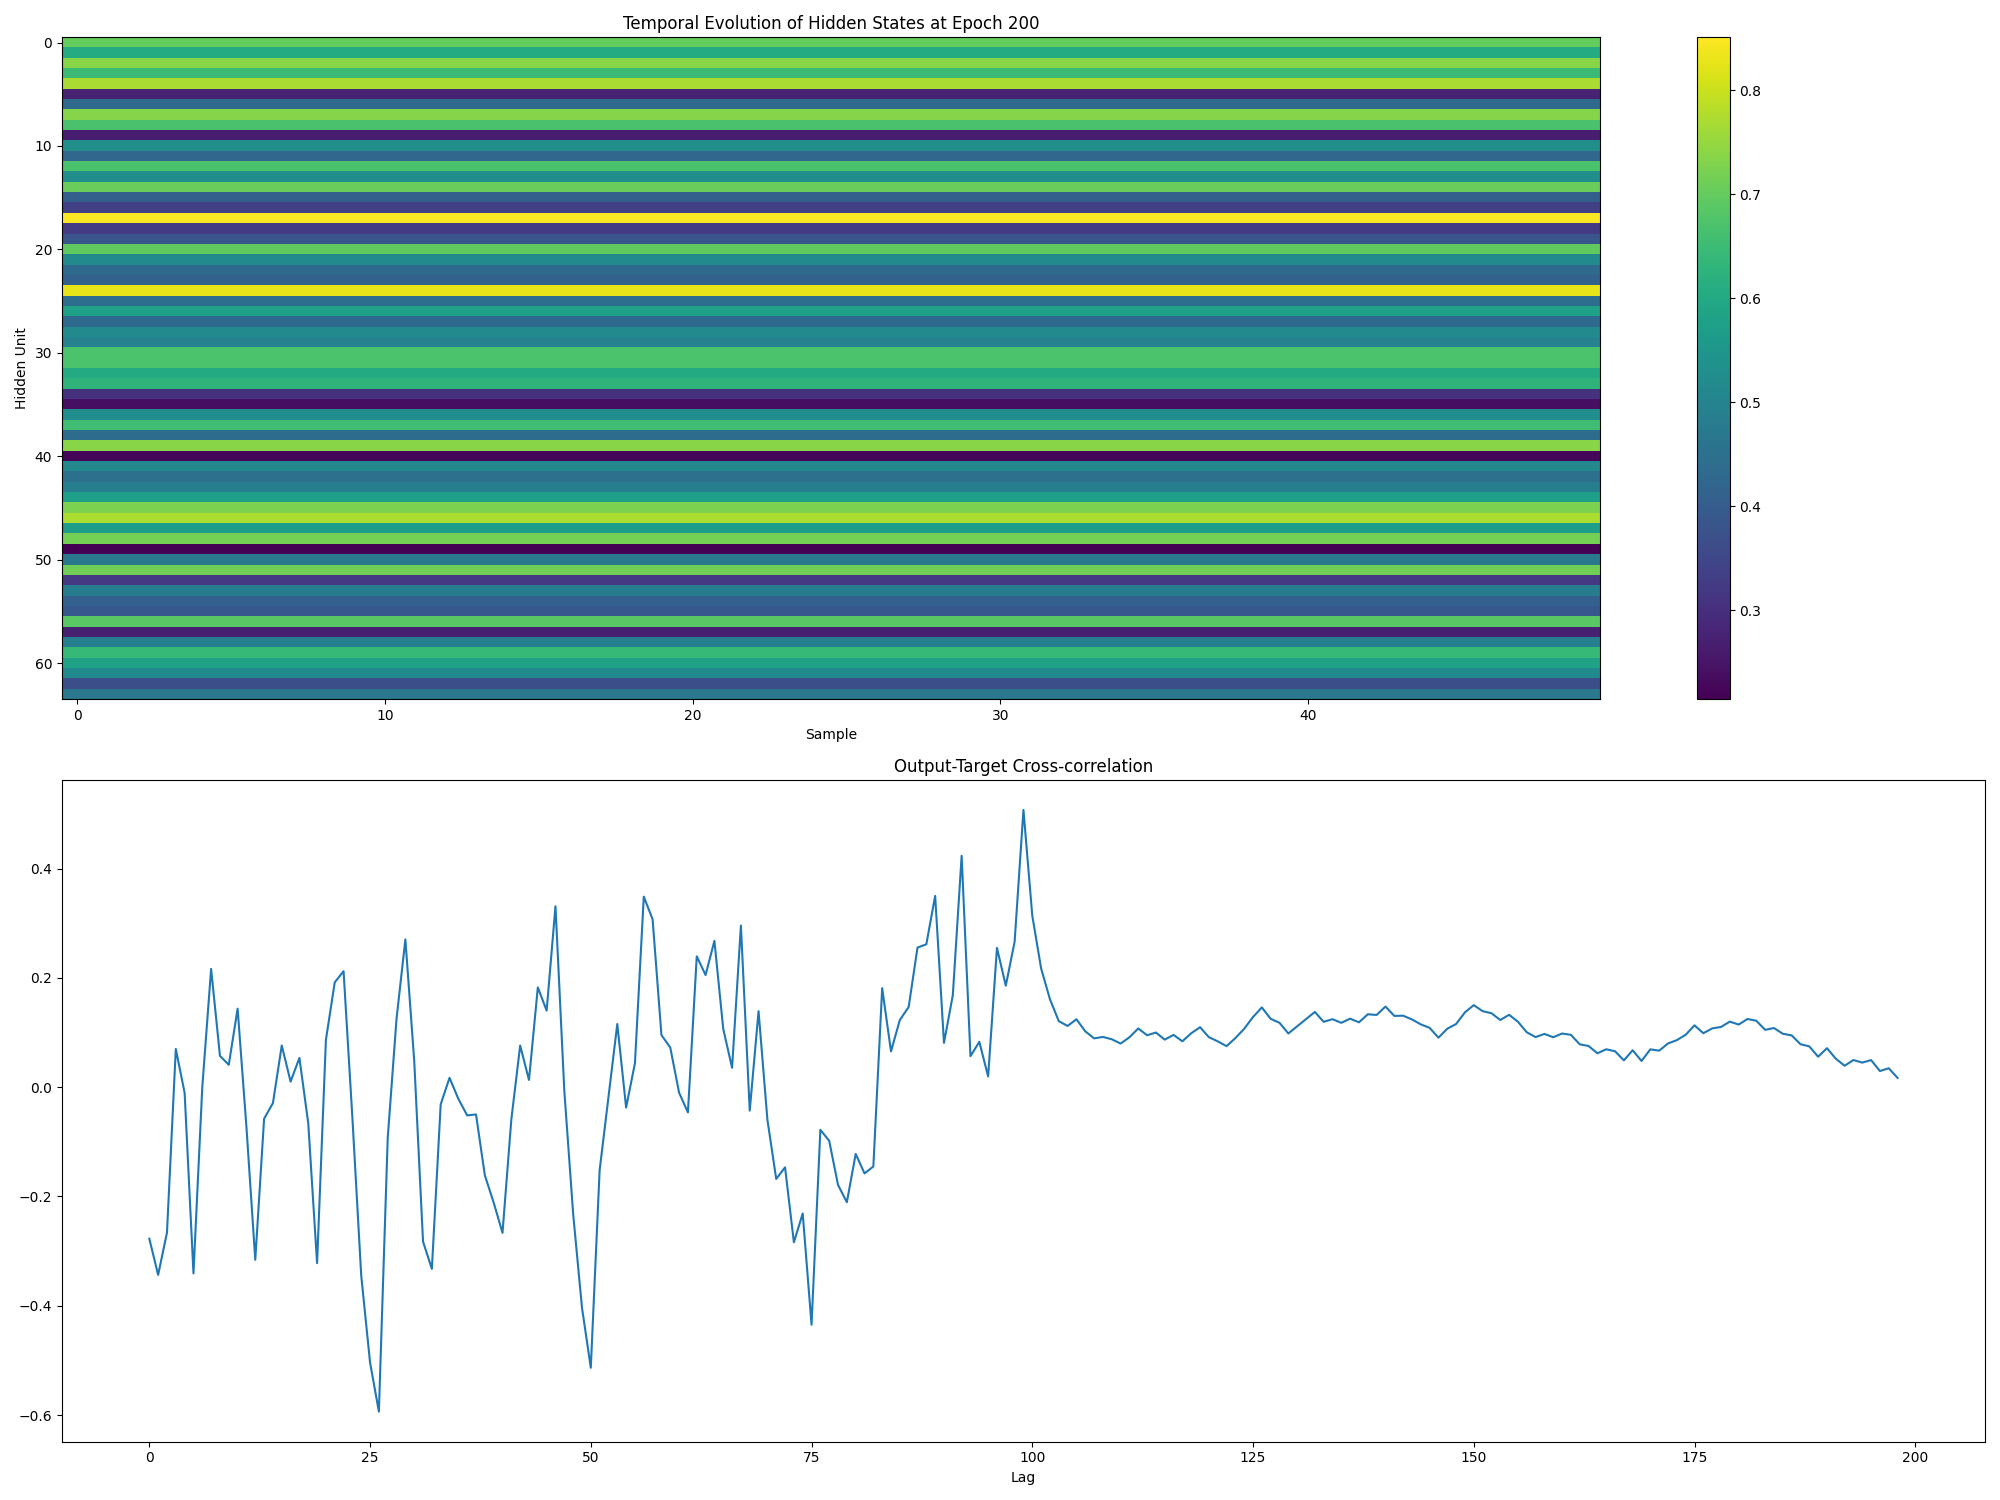 Temporal Evolution of Hidden States at Epoch 200
0
10
20
30
40
50
60
Hidden Unit
0 10 20 30 40
Sample
0.8
0.7
0.6
0.5
0.4
0.3
Output-Target Cross-correlation
0.4
0.2
0.0
−0.2
−0.4
−0.6
0 25 50 75 100 125 150 175 200
Lag